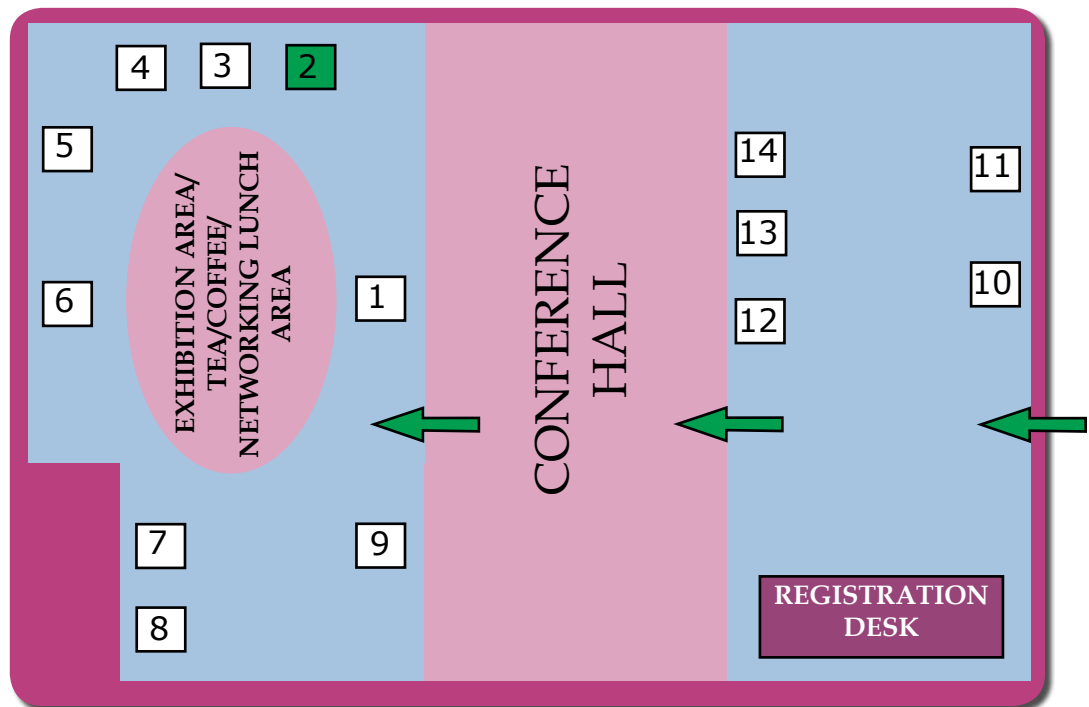 4
3
2
5
6
EXHIBITION AREA/
TEA/COFFEE/
NETWORKING LUNCH
AREA
1
7
8
9
CONFERENCE
HALL
14
13
12
11
10
REGISTRATION
DESK